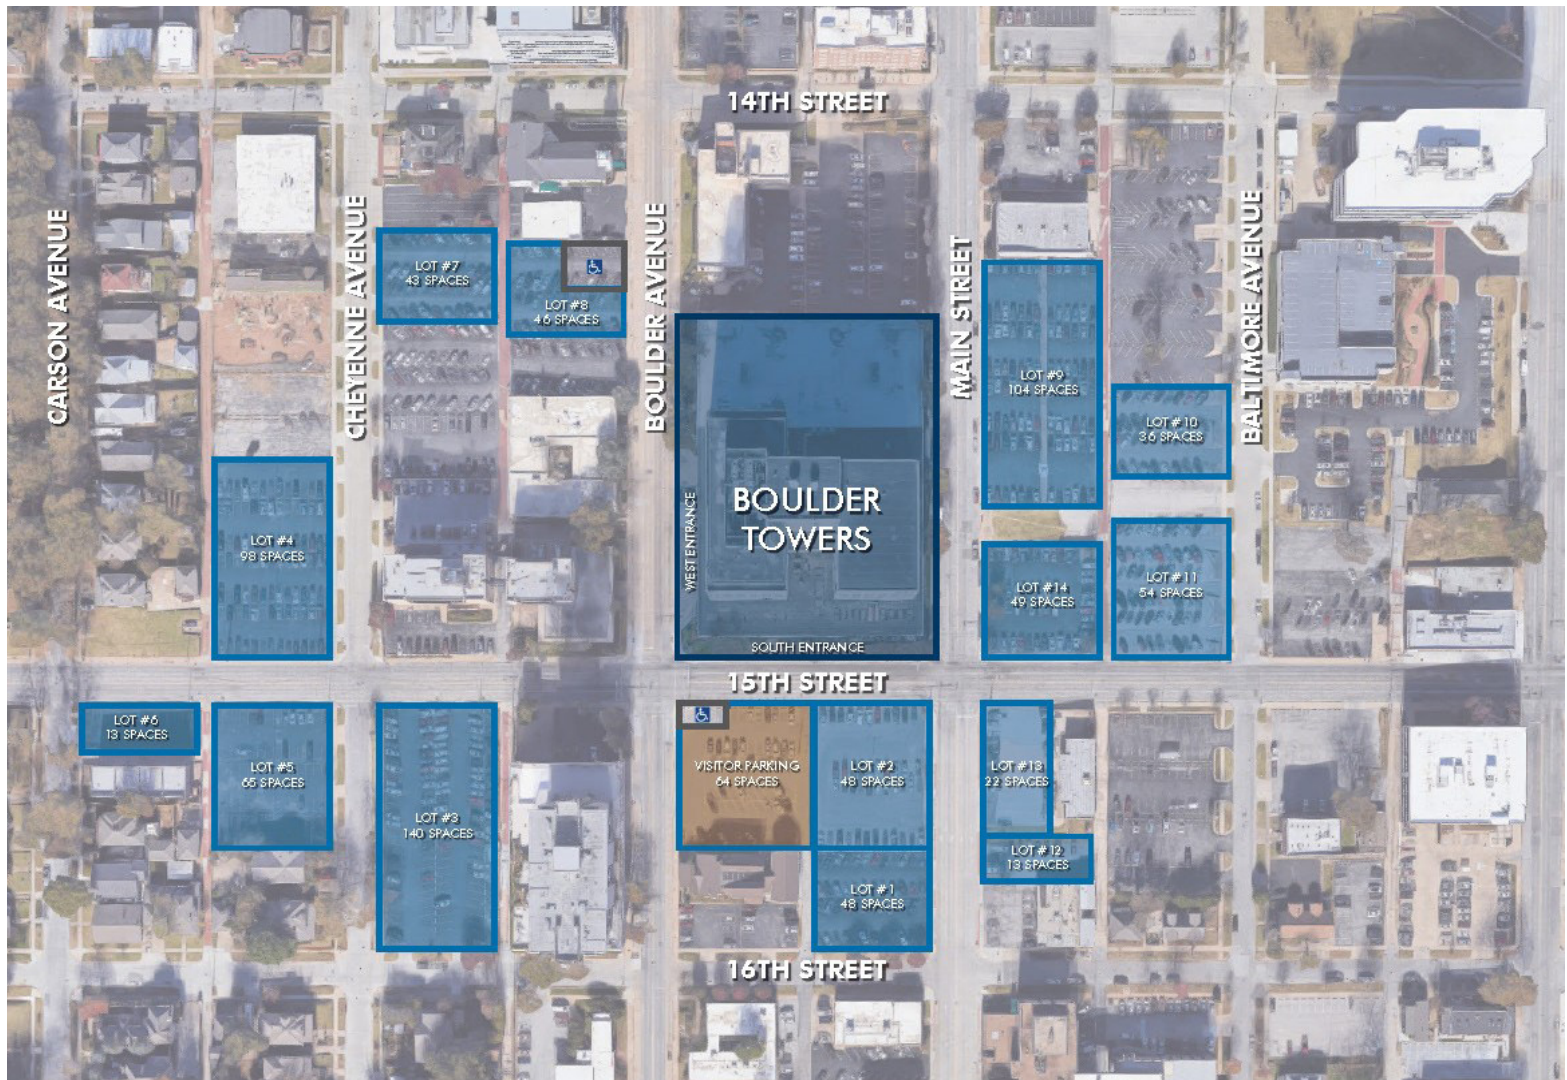 14TH STREET
CARSON AVENUE
CHEYENNE AVENUE
BOULDER AVENUE
MAIN STREET
BALTIMORE AVENUE
LOT #7
43 SPACES
LOT #8
46 SPACES
LOT #9
104 SPACES
LOT #10
36 SPACES
BOULDER
TOWERS
WEST ENTRANCE
SOUTH ENTRANCE
LOT #4
98 SPACES
LOT #14
49 SPACES
LOT #11
54 SPACES
15TH STREET
LOT #6
13 SPACES
LOT #5
65 SPACES
LOT #3
140 SPACES
VISITOR PARKING
64 SPACES
LOT #2
48 SPACES
LOT #13
22 SPACES
LOT #12
13 SPACES
LOT #1
48 SPACES
16TH STREET